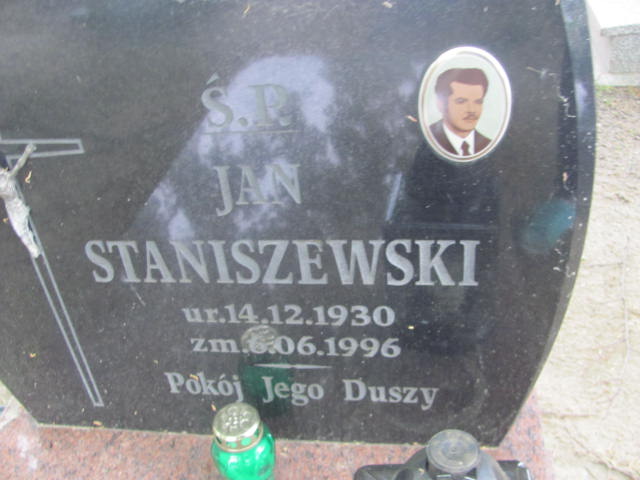 Ś.P.
JAN
STANISZEWSKI
ur.14.12.1930
zm.6.06.1996
Pokój Jego Duszy